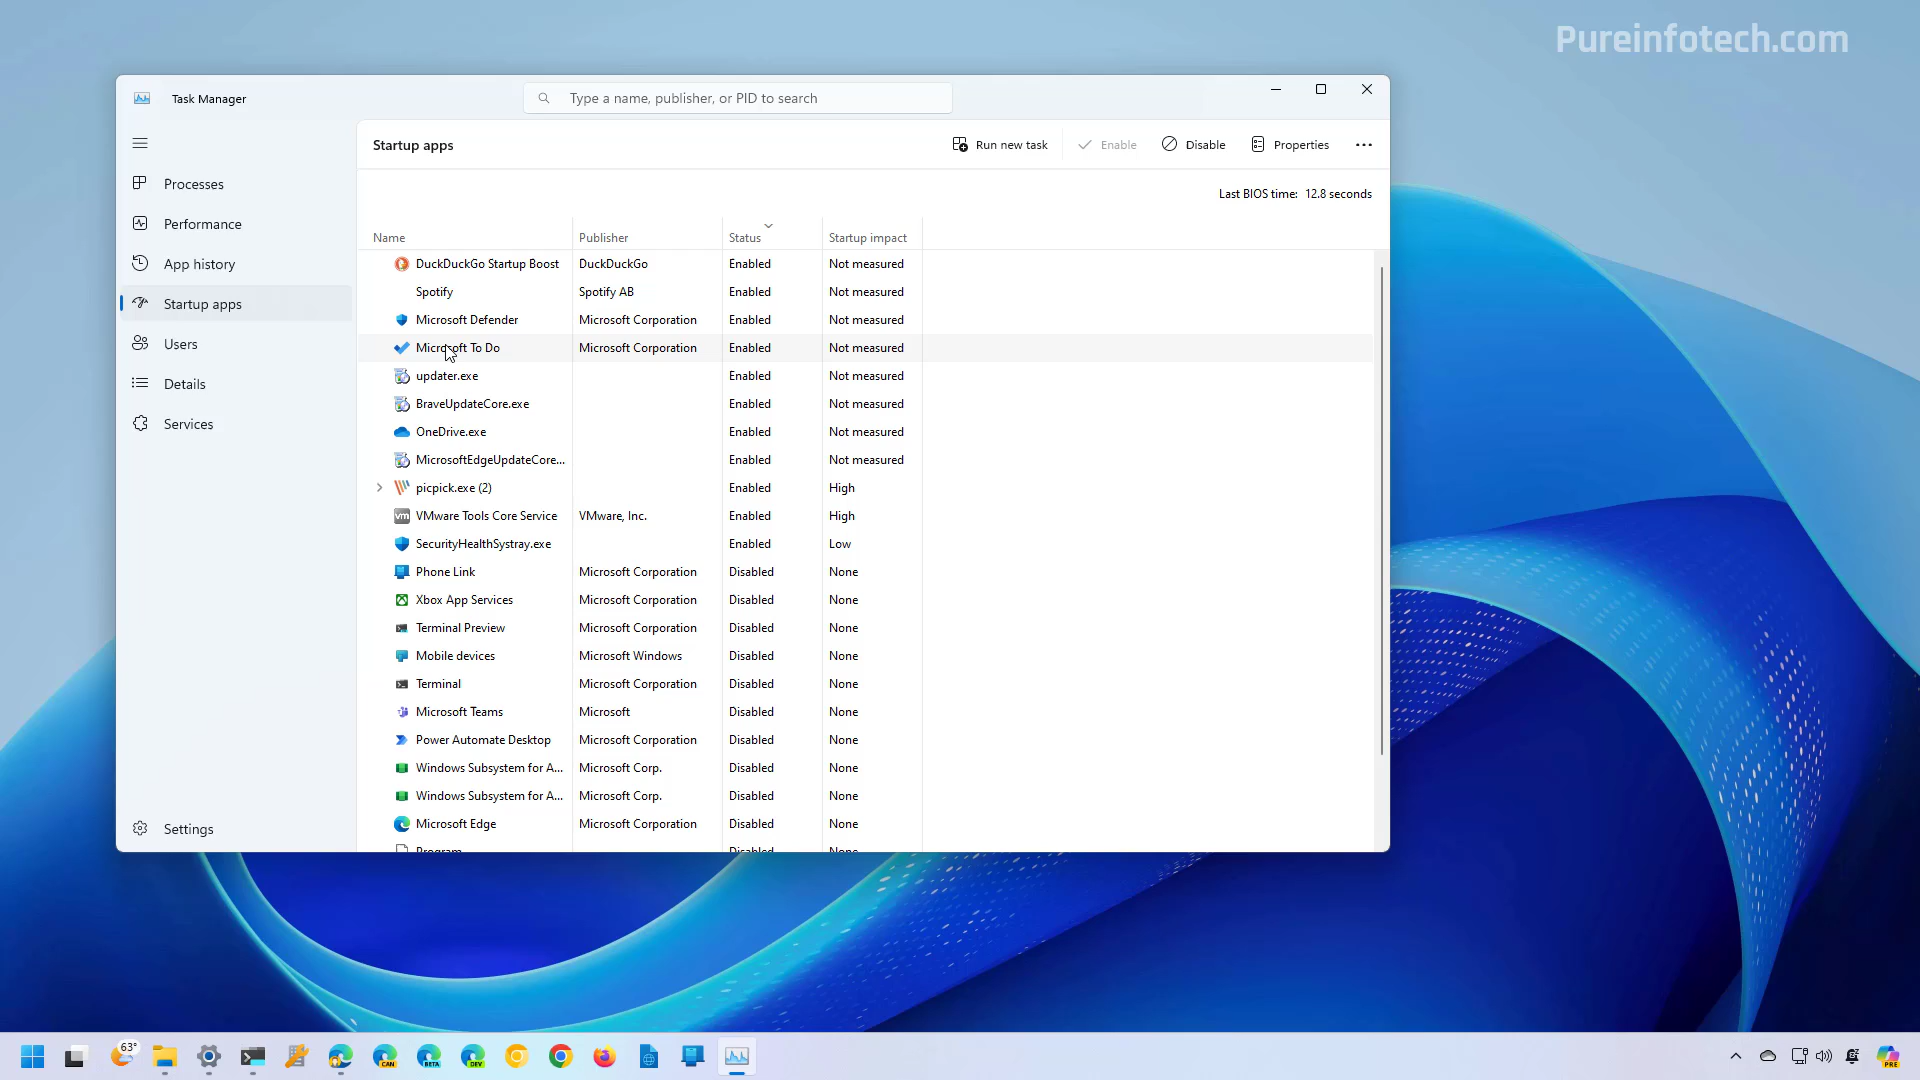 Pureinfotech.com
Task Manager
Type a name, publisher, or PID to search
Startup apps
Run new task
Enable
Disable
Properties
Last BIOS time: 12.8 seconds
Processes
Performance
App history
Startup apps
Users
Details
Services
Settings
Name Publisher Status Startup impact
DuckDuckGo Startup Boost DuckDuckGo Enabled Not measured
Spotify Spotify AB Enabled Not measured
Microsoft Defender Microsoft Corporation Enabled Not measured
Microsoft To Do Microsoft Corporation Enabled Not measured
updater.exe Enabled Not measured
BraveUpdateCore.exe Enabled Not measured
OneDrive.exe Enabled Not measured
MicrosoftEdgeUpdateCore... Enabled Not measured
picpick.exe (2) Enabled High
vm VMware Tools Core Service VMware, Inc. Enabled High
SecurityHealthSystray.exe Enabled Low
Phone Link Microsoft Corporation Disabled None
Xbox App Services Microsoft Corporation Disabled None
Terminal Preview Microsoft Corporation Disabled None
Mobile devices Microsoft Windows Disabled None
Terminal Microsoft Corporation Disabled None
Microsoft Teams Microsoft Disabled None
Power Automate Desktop Microsoft Corporation Disabled None
Windows Subsystem for A... Microsoft Corp. Disabled None
Windows Subsystem for A... Microsoft Corp. Disabled None
Microsoft Edge Microsoft Corporation Disabled None
Program Disabled None
63°
CAN
BETA
DEV
PRE